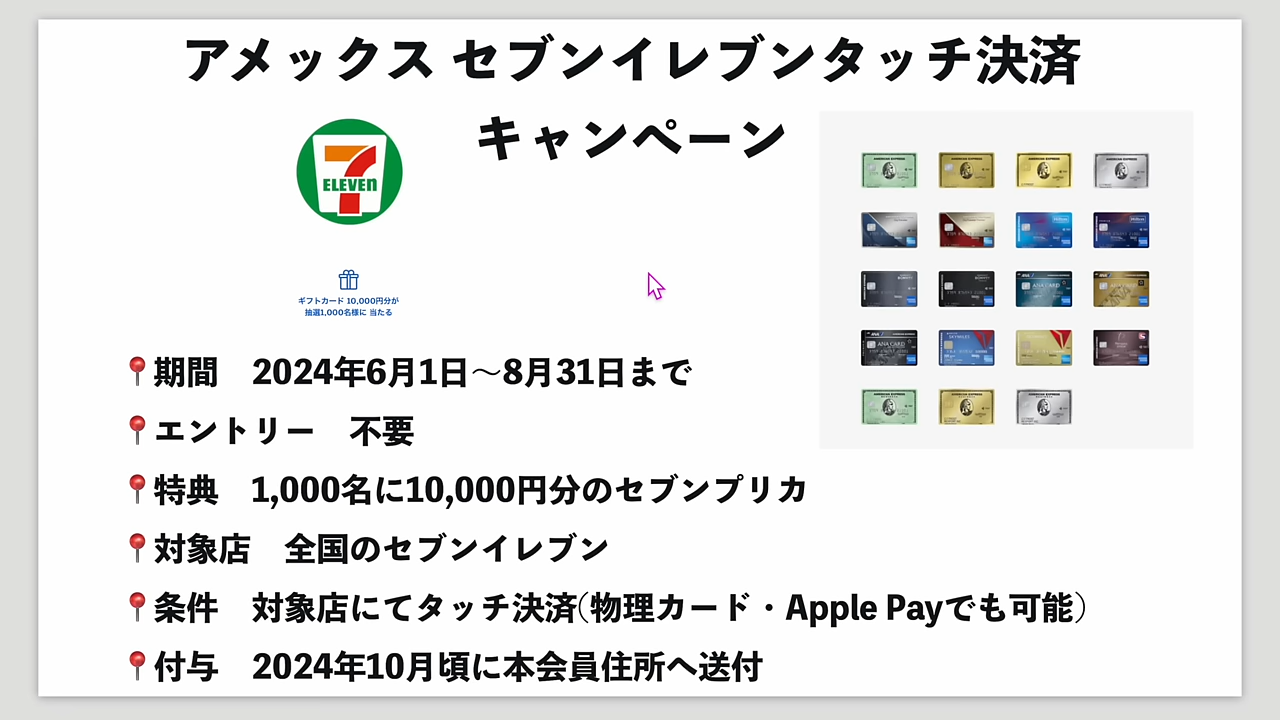 アメックス セブンイレブンタッチ決済
キャンペーン
7
ELEVEn
ギフトカード 10,000円分が
抽選1,000名様に 当たる
期間　2024年6月1日〜8月31日まで
エントリー　不要
特典　1,000名に10,000円分のセブンプリカ
対象店　全国のセブンイレブン
条件　対象店にてタッチ決済(物理カード・Apple Payでも可能)
付与　2024年10月頃に本会員住所へ送付